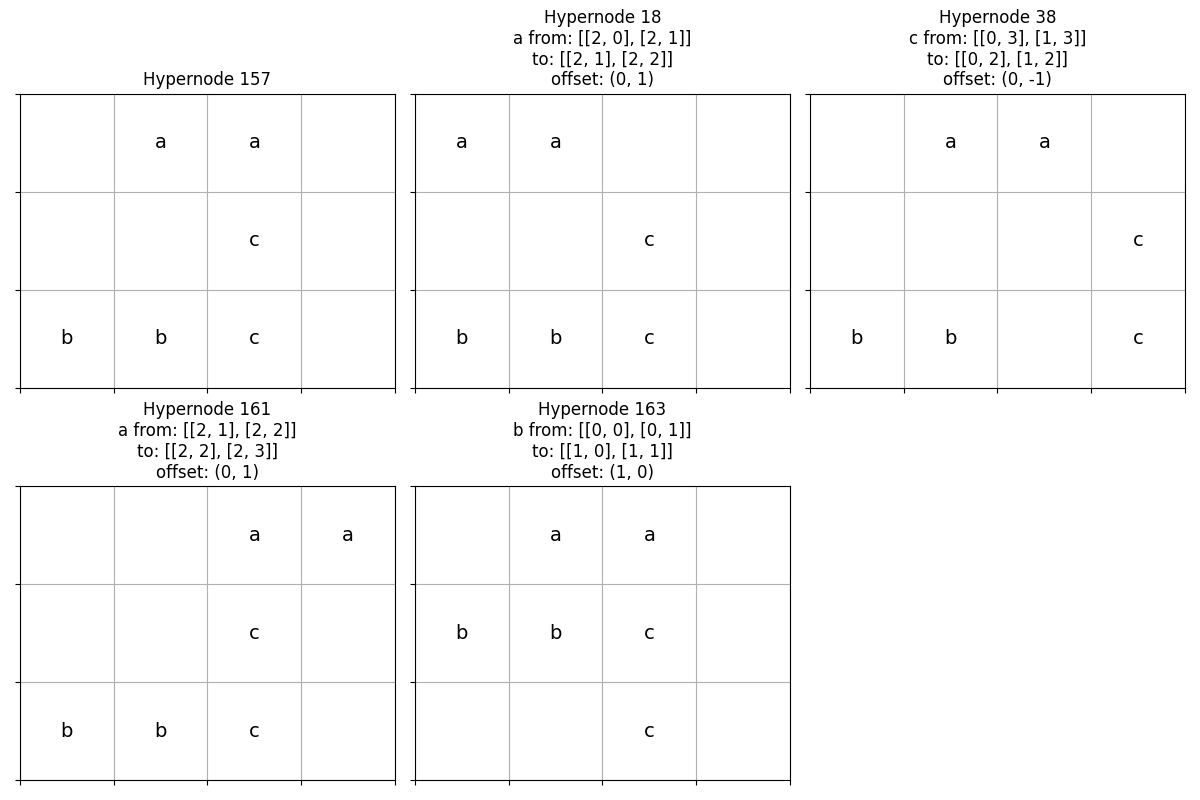 Hypernode 157
a a
c
b b c
Hypernode 18
a from: [[2, 0], [2, 1]]
to: [[2, 1], [2, 2]]
offset: (0, 1)
a a
c
b b c
Hypernode 38
c from: [[0, 3], [1, 3]]
to: [[0, 2], [1, 2]]
offset: (0, -1)
a a
c
b b c
Hypernode 161
a from: [[2, 1], [2, 2]]
to: [[2, 2], [2, 3]]
offset: (0, 1)
a a
c
b b c
Hypernode 163
b from: [[0, 0], [0, 1]]
to: [[1, 0], [1, 1]]
offset: (1, 0)
a a
b b c
c